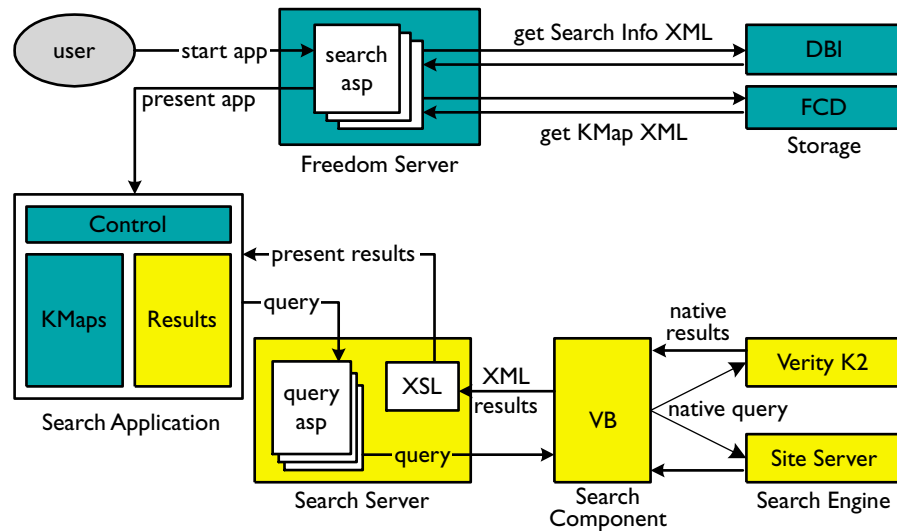 user
start app
search
asp
get Search Info XML
DBI
present app
FCD
get KMap XML
Storage
Freedom Server
Control
present results
KMaps
Results
query
native
results
Verity K2
XSL
XML
results
query
asp
VB
native query
query
Site Server
Search Application
Search Server
Search
Component
Search Engine